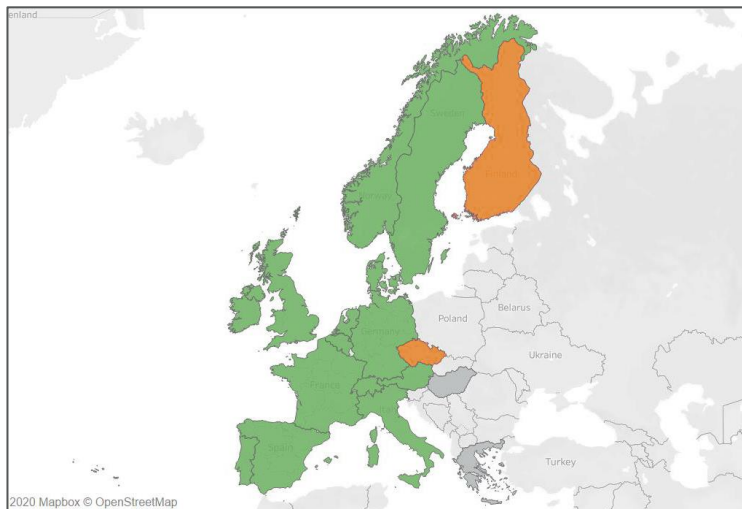 enland
Sweden
Norway
Finland
Belarus
Poland
Germany
Ukraine
France
Spain
Turkey
2020 Mapbox © OpenStreetMap